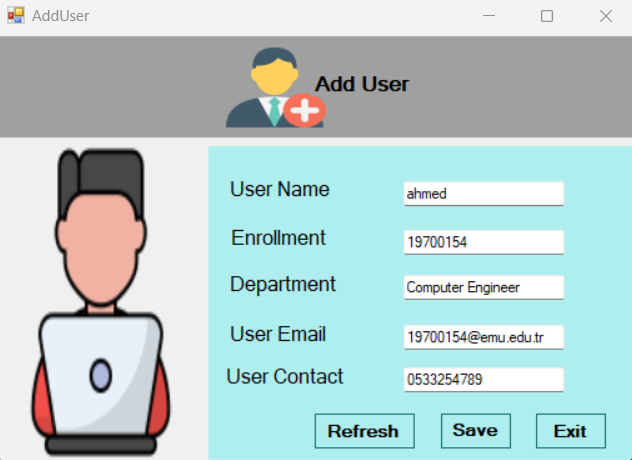 AddUser
Add User
User Name ahmed
Enrollment 19700154
Department Computer Engineer
User Email 19700154@emu.edu.tr
User Contact 0533254789
Refresh Save Exit